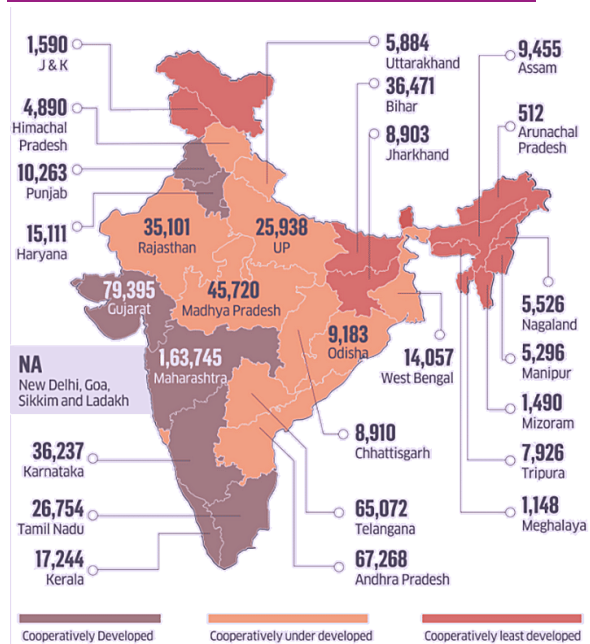 1,590
J & K
4,890
Himachal
Pradesh
10,263
Punjab
15,111
Haryana
5,884
Uttarakhand
36,471
Bihar
8,903
Jharkhand
9,455
Assam
512
Arunachal
Pradesh
35,101
Rajasthan
25,938
UP
79,395
Gujarat
45,720
Madhya Pradesh
1,63,745
Maharashtra
9,183
Odisha
14,057
West Bengal
5,526
Nagaland
5,296
Manipur
1,490
Mizoram
7,926
Tripura
1,148
Meghalaya
NA
New Delhi, Goa,
Sikkim and Ladakh
36,237
Karnataka
26,754
Tamil Nadu
17,244
Kerala
8,910
Chhattisgarh
65,072
Telangana
67,268
Andhra Pradesh
Cooperatively Developed
Cooperatively under developed
Cooperatively least developed